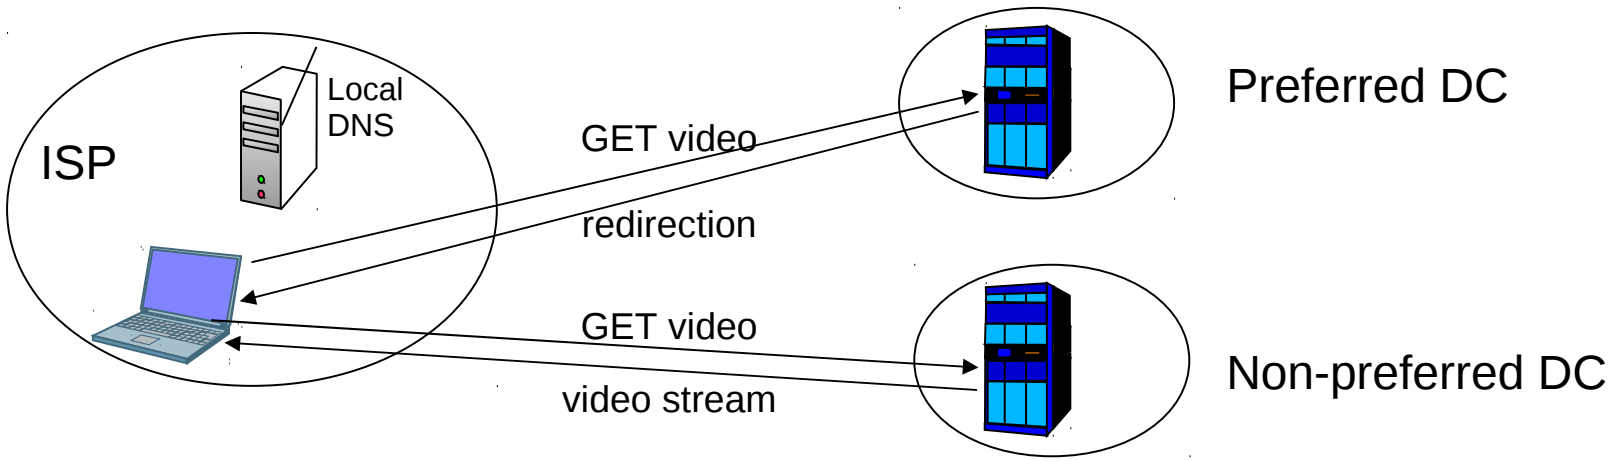 Local
DNS
ISP
GET video
redirection
GET video
video stream
Preferred DC
Non-preferred DC